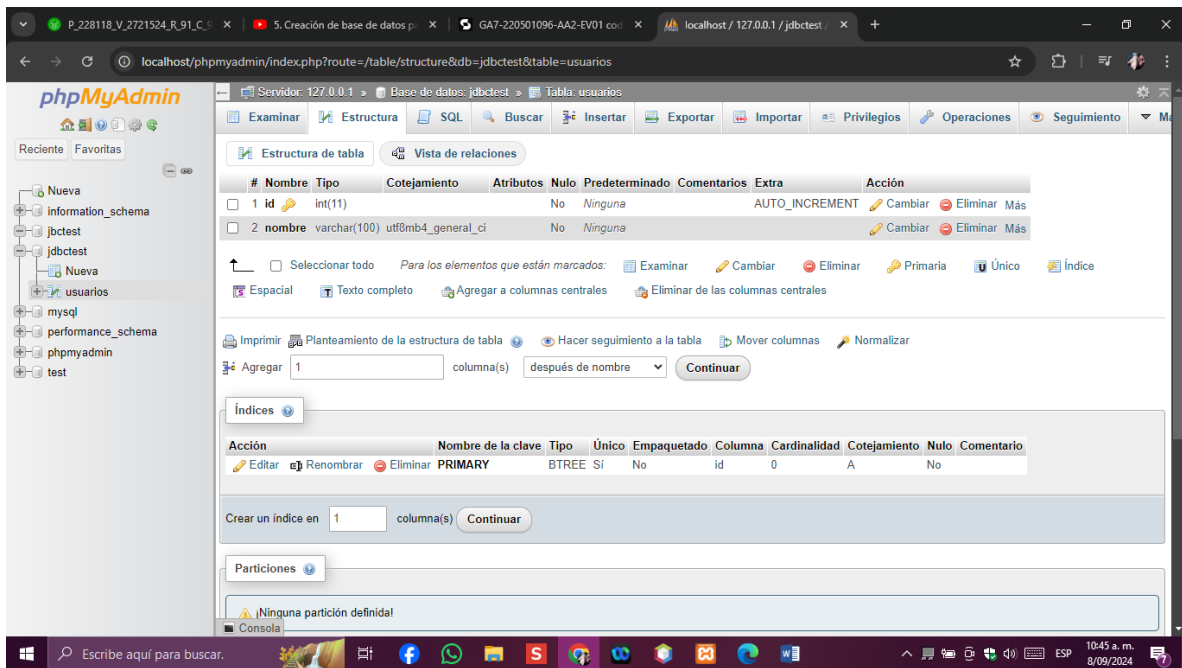 P_228118_V_2721524_R_91_C_9
5. Creación de base de datos pa
GA7-220501096-AA2-EV01 cod
localhost / 127.0.0.1 / jdbctest /
localhost/phpmyadmin/index.php?route=/table/structure&db=jdbctest&table=usuarios
phpMyAdmin
Reciente Favoritas
Nueva
information_schema
jbctest
jdbctest
Nueva
usuarios
mysql
performance_schema
phpmyadmin
test
Servidor: 127.0.0.1 » Base de datos: jdbctest » Tabla: usuarios
Examinar Estructura SQL Buscar Insertar Exportar Importar Privilegios Operaciones Seguimiento Má
Estructura de tabla Vista de relaciones
# Nombre Tipo Cotejamiento Atributos Nulo Predeterminado Comentarios Extra Acción
1 id int(11) No Ninguna AUTO_INCREMENT Cambiar Eliminar Más
2 nombre varchar(100) utf8mb4_general_ci No Ninguna Cambiar Eliminar Más
Seleccionar todo Para los elementos que están marcados: Examinar Cambiar Eliminar Primaria Único Índice
Espacial Texto completo Agregar a columnas centrales Eliminar de las columnas centrales
Imprimir Planteamiento de la estructura de tabla Hacer seguimiento a la tabla Mover columnas Normalizar
Agregar 1 columna(s) después de nombre Continuar
Índices
Acción Nombre de la clave Tipo Único Empaquetado Columna Cardinalidad Cotejamiento Nulo Comentario
Editar Renombrar Eliminar PRIMARY BTREE Sí No id 0 A No
Crear un índice en 1 columna(s) Continuar
Particiones
¡Ninguna partición definida!
Consola
Escribe aquí para buscar.
ESP
10:45 a. m.
8/09/2024
7